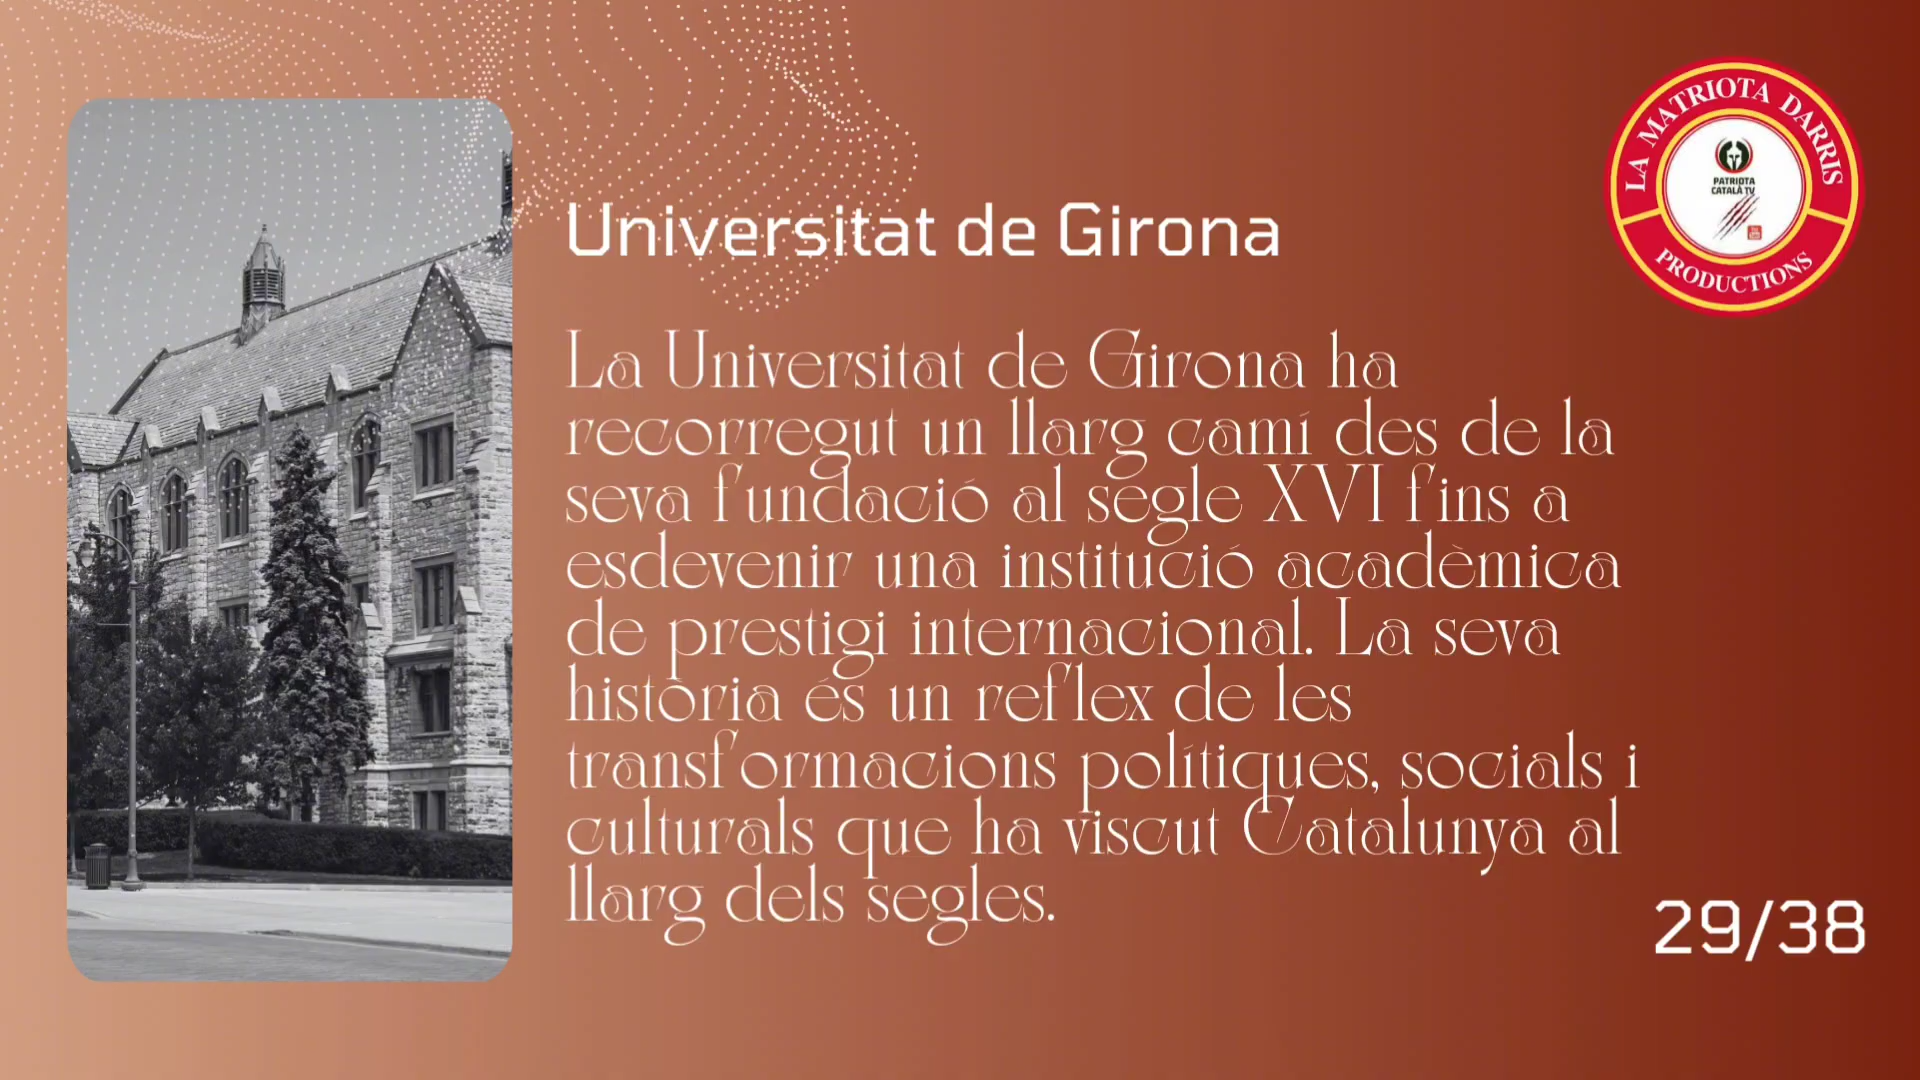 LA MATRIOTA DARRIS
PATRIOTA
CATALÀ TV
PRODUCTIONS
Universitat de Girona
La Universitat de Girona ha
recorregut un llarg camí des de la
seva fundació al segle XVI fins a
esdevenir una institució acadèmica
de prestigi internacional. La seva
història és un reflex de les
transformacions polítiques, socials i
culturals que ha viscut Catalunya al
llarg dels segles.
29/38